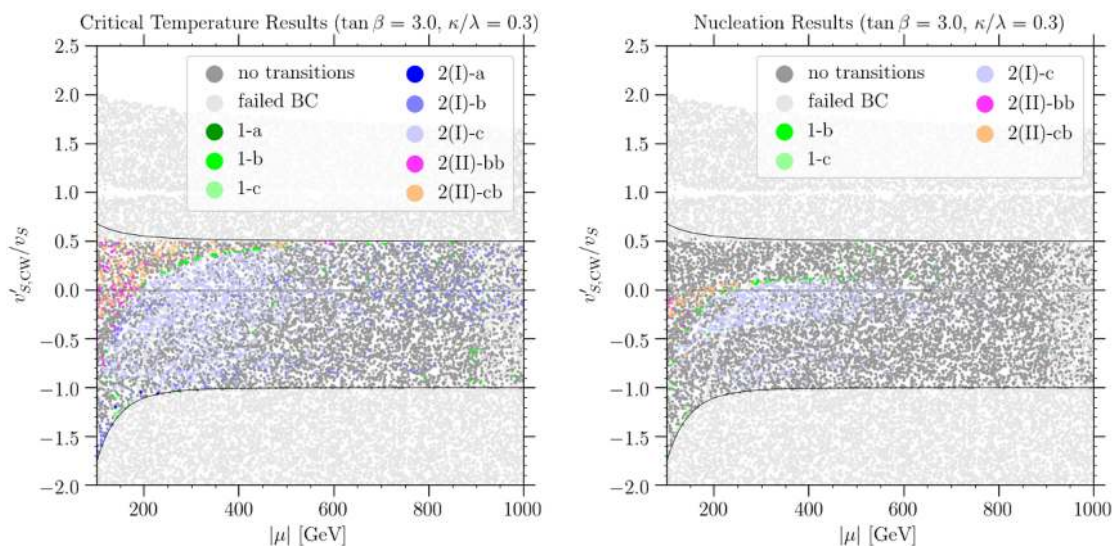 Critical Temperature Results (tan β = 3.0, κ/λ = 0.3)
2.5
2.0
1.5
1.0
0.5
0.0
−0.5
−1.0
−1.5
−2.0
v′S,CW/vS
no transitions
failed BC
1-a
1-b
1-c
2(I)-a
2(I)-b
2(I)-c
2(II)-bb
2(II)-cb
200 400 600 800 1000
|μ| [GeV]
Nucleation Results (tan β = 3.0, κ/λ = 0.3)
2.5
2.0
1.5
1.0
0.5
0.0
−0.5
−1.0
−1.5
−2.0
v′S,CW/vS
no transitions
failed BC
1-b
1-c
2(I)-c
2(II)-bb
2(II)-cb
200 400 600 800 1000
|μ| [GeV]